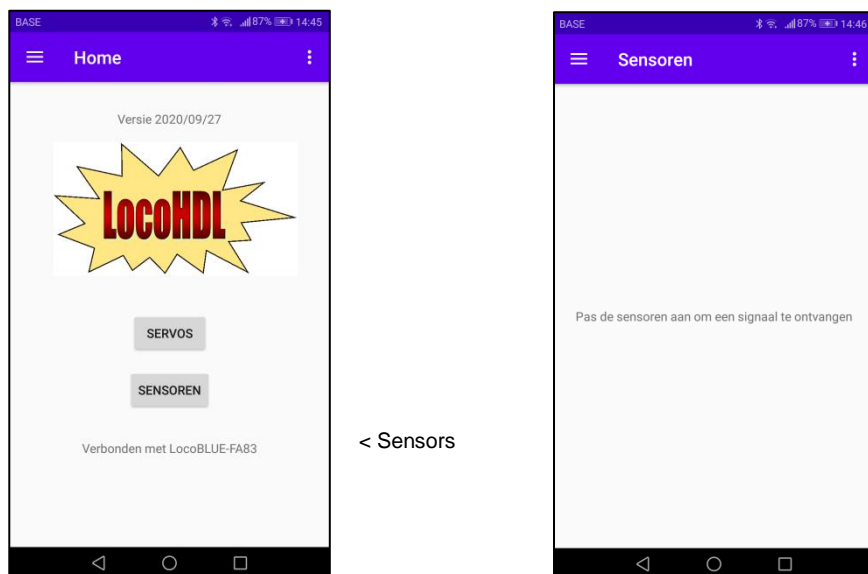 BASE 87% 14:45
Home
Versie 2020/09/27
LOCOHDL
SERVOS
SENSOREN
Verbonden met LocoBLUE-FA83
< Sensors
BASE 87% 14:46
Sensoren
Pas de sensoren aan om een signaal te ontvangen